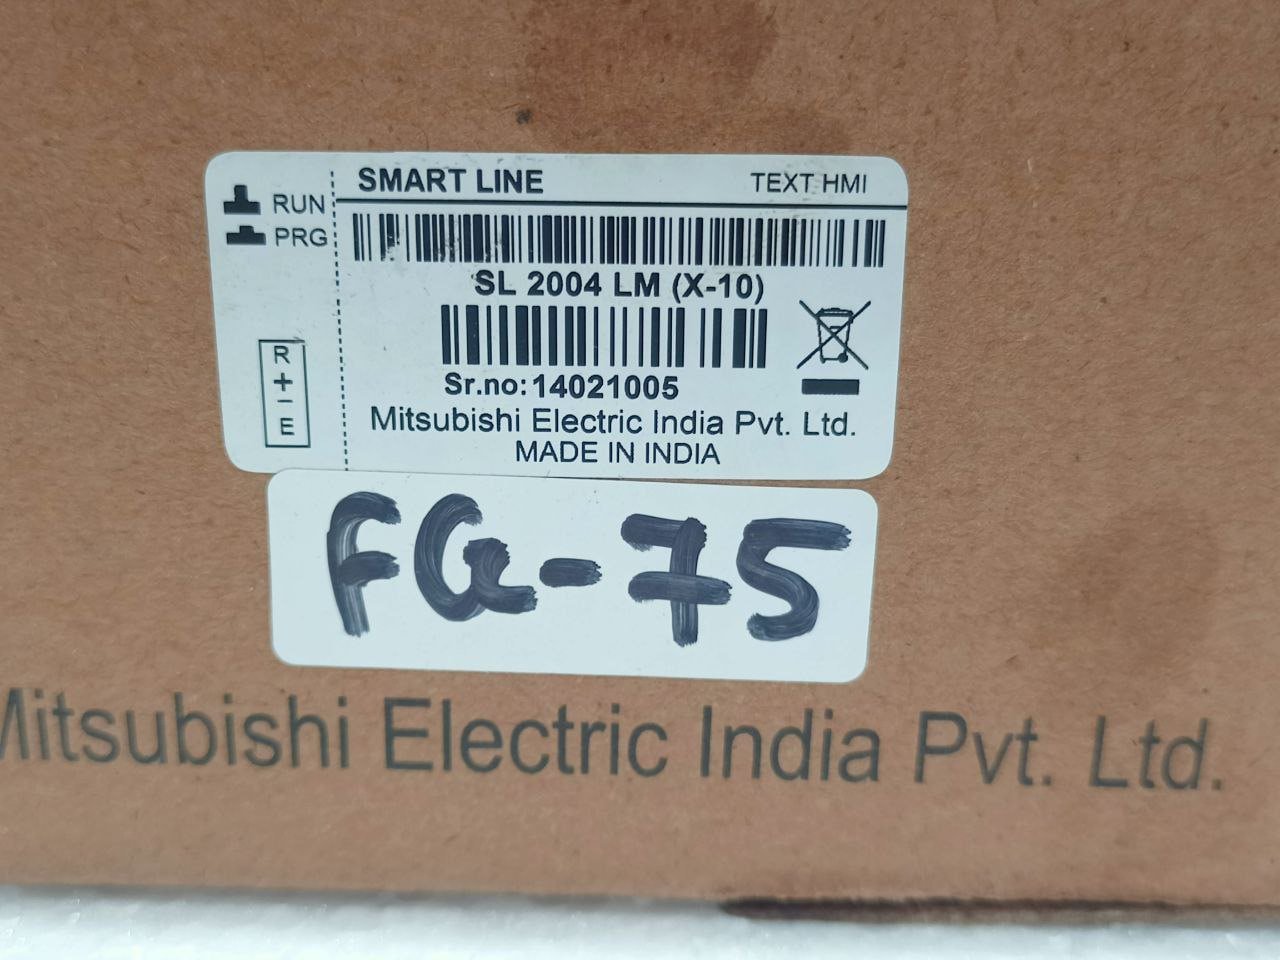 SMART LINE TEXT HMI
RUN
PRG
SL 2004 LM (X-10)
R
+
-
E
Sr.no:14021005
Mitsubishi Electric India Pvt. Ltd.
MADE IN INDIA
FG-75
Mitsubishi Electric India Pvt. Ltd.